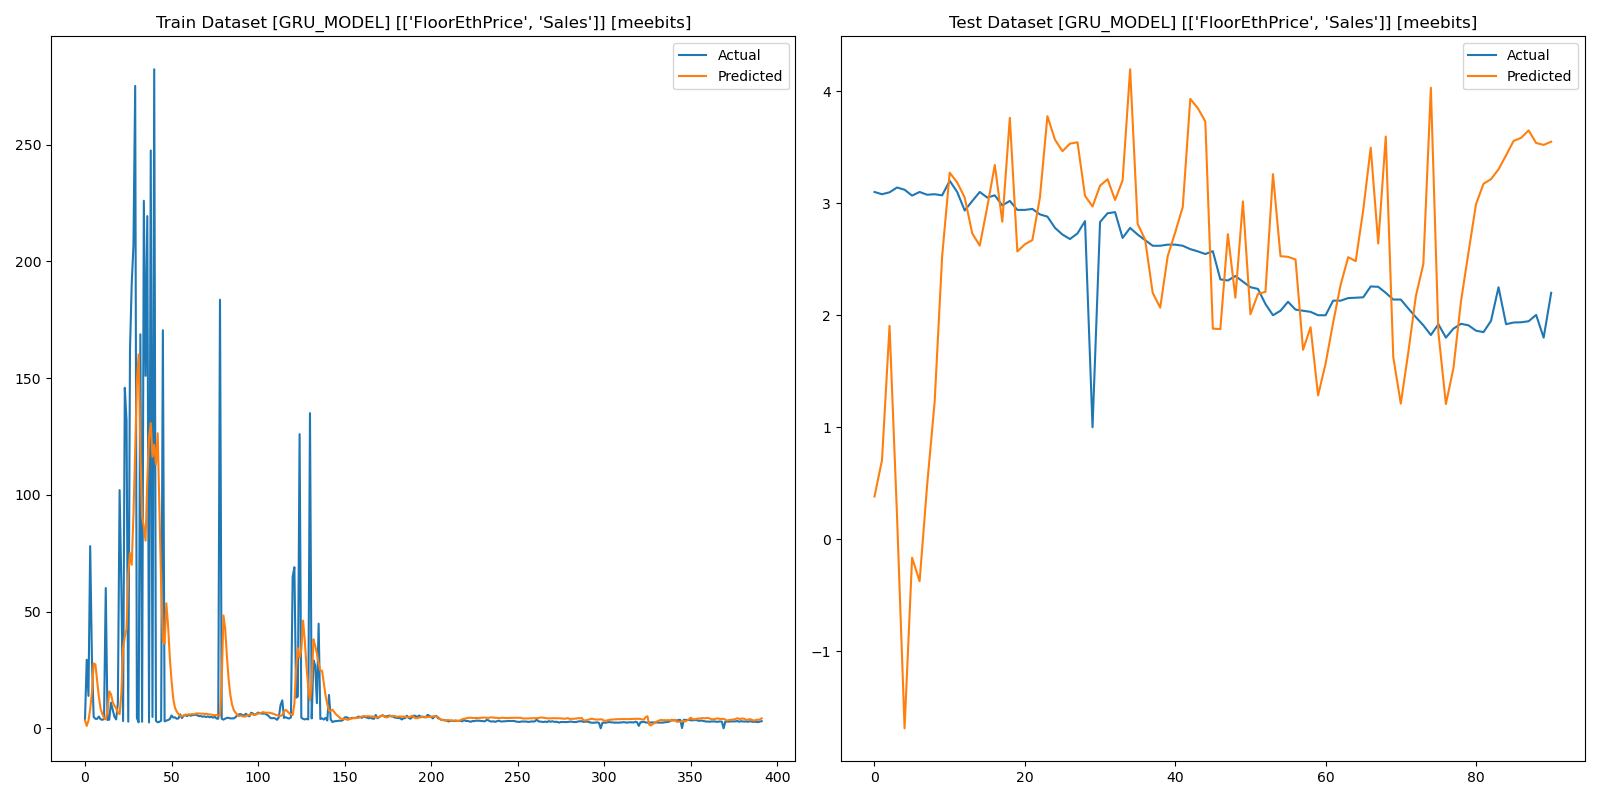 Train Dataset [GRU_MODEL] [['FloorEthPrice', 'Sales']] [meebits]
Actual
Predicted
250
200
150
100
50
0
0 50 100 150 200 250 300 350 400
Test Dataset [GRU_MODEL] [['FloorEthPrice', 'Sales']] [meebits]
Actual
Predicted
4
3
2
1
0
−1
0 20 40 60 80